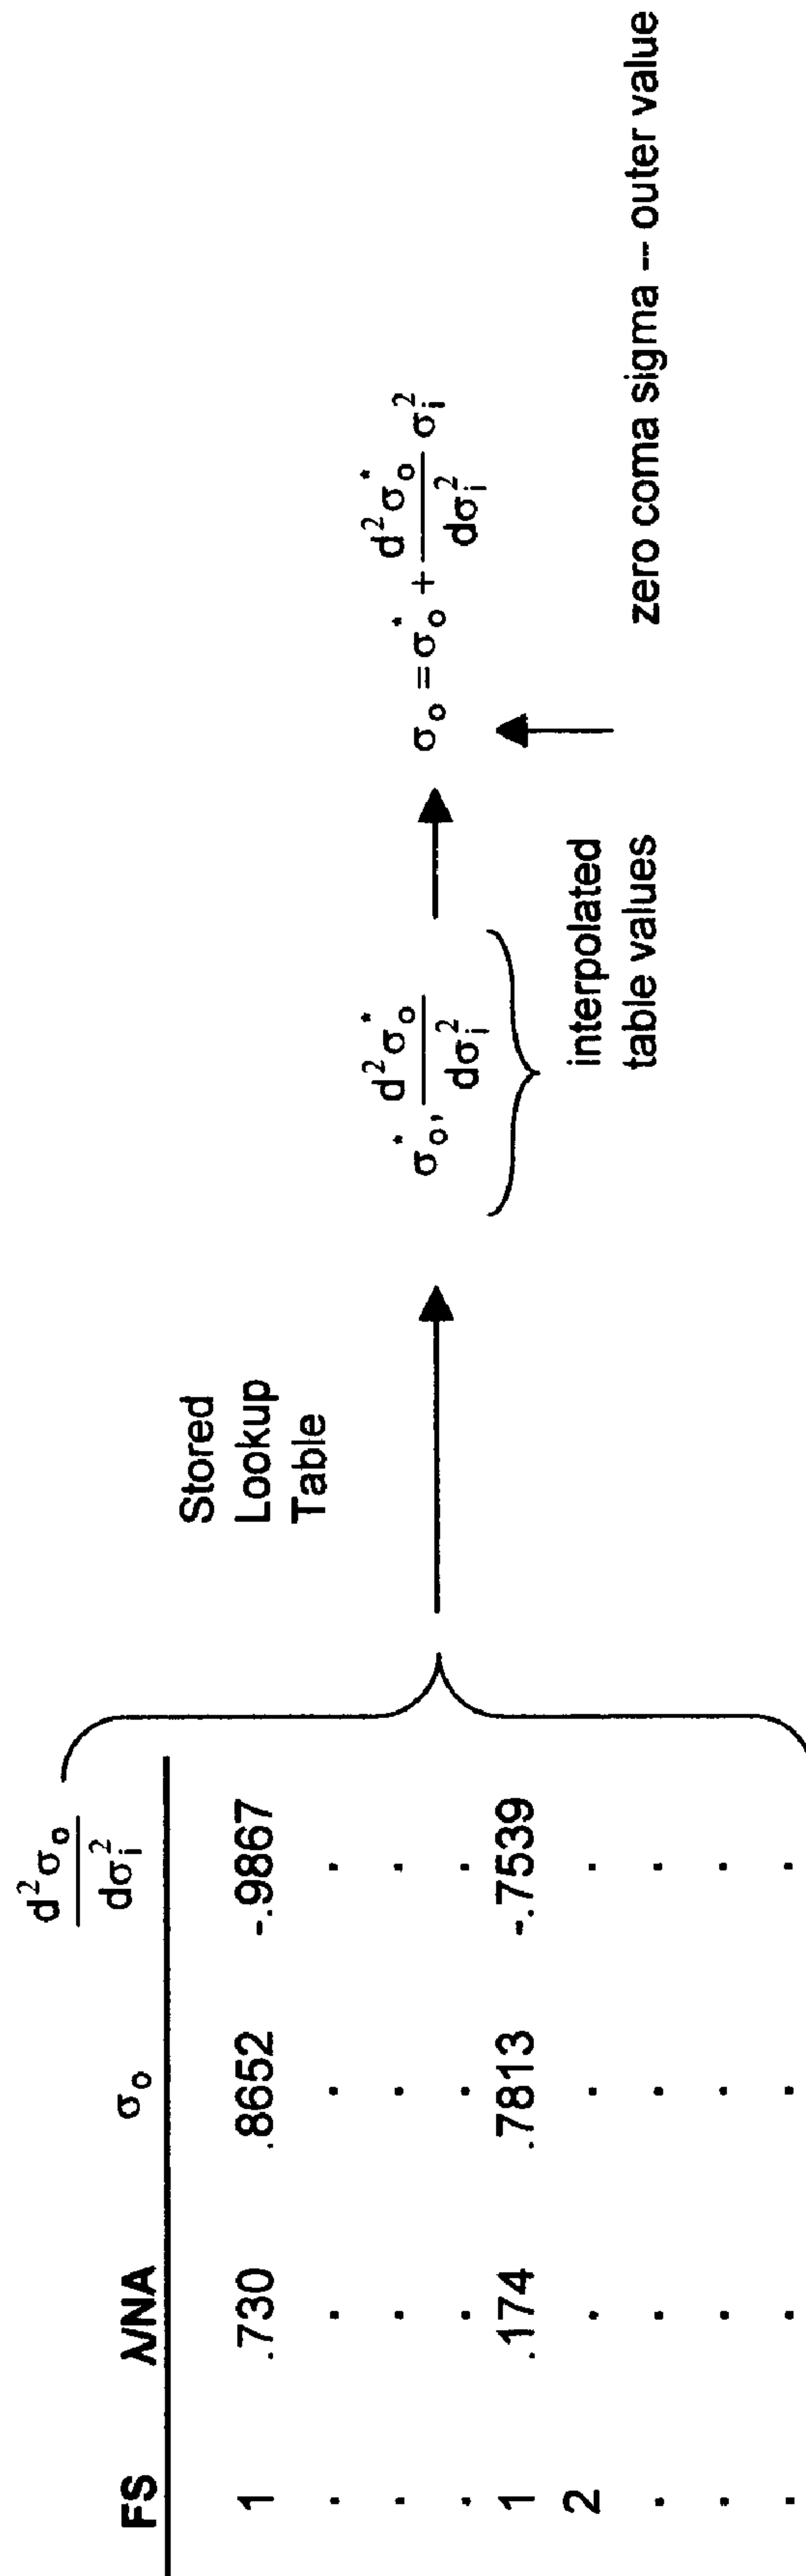 FS λ/NA σₒ d²σₒ/dσᵢ²
1 .730 .8652 -.9867
. . . .
. . . .
. . . .
1 .174 .7813 -.7539
2 . . .
. . . .
. . . .
. . . .
Stored
Lookup
Table
σₒ*, d²σₒ*/dσᵢ²
interpolated
table values
σₒ = σₒ* + d²σₒ*/dσᵢ² σᵢ²
zero coma sigma -- outer value